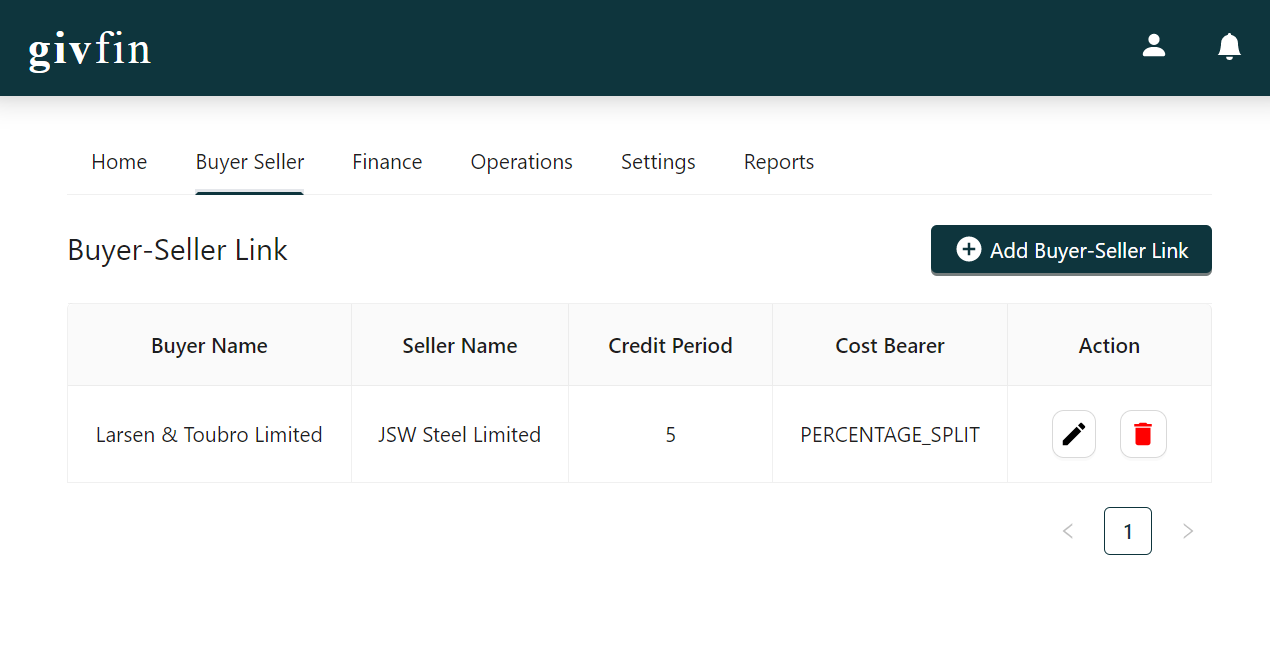 givfin
Home Buyer Seller Finance Operations Settings Reports
Buyer-Seller Link
Add Buyer-Seller Link
Buyer Name Seller Name Credit Period Cost Bearer Action
Larsen & Toubro Limited JSW Steel Limited 5 PERCENTAGE_SPLIT
1